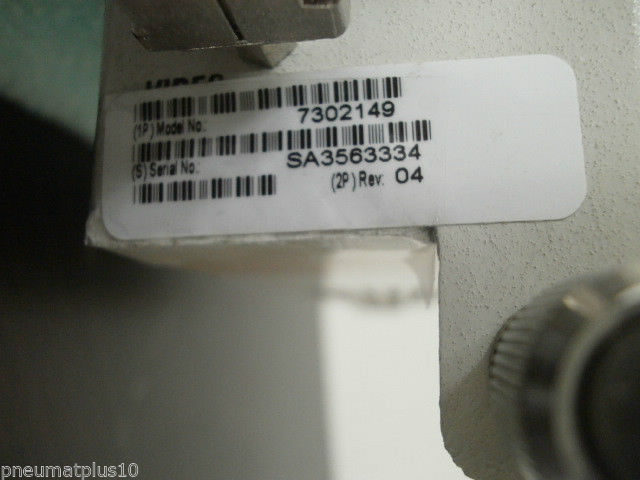 VIDEO
7302149
(1P) Model No.:
SA3563334
(S) Serial No.:
(2P) Rev: 04
pneumatplus10